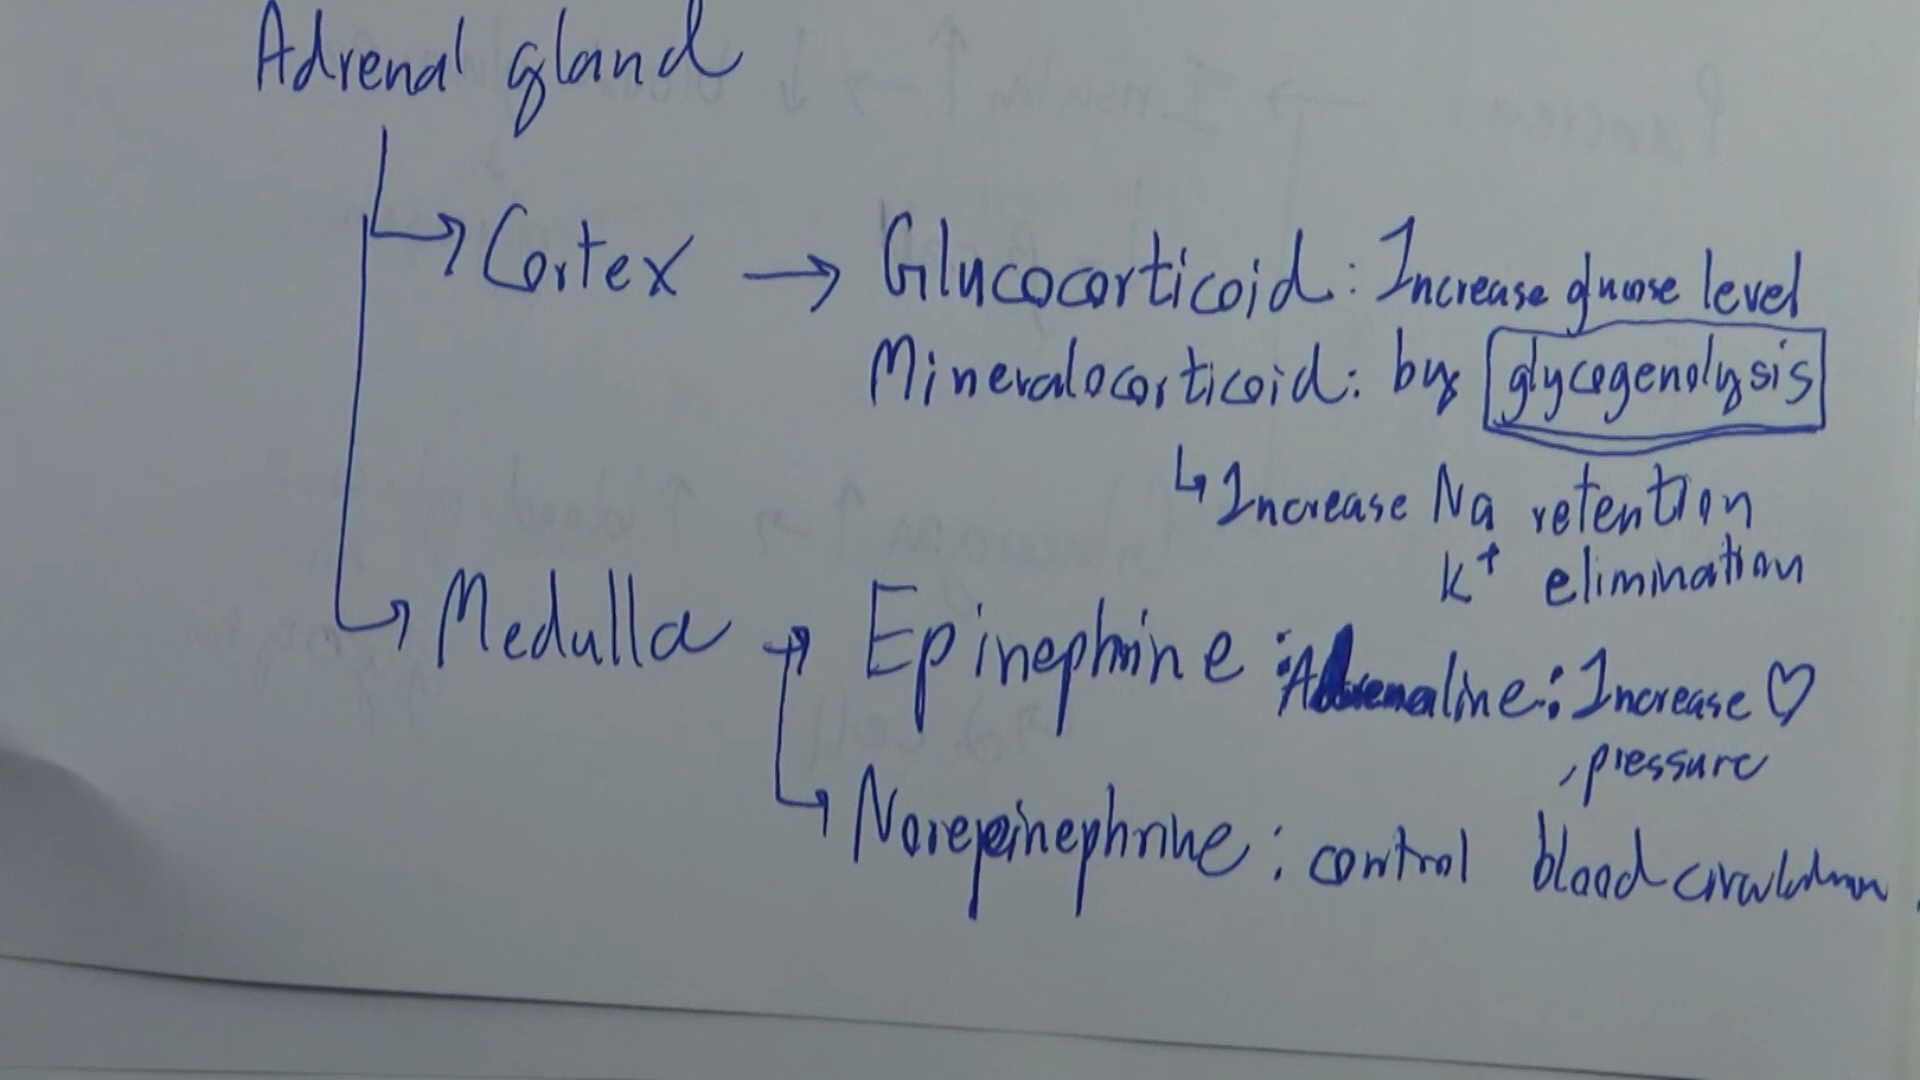 Adrenal gland
Cortex → Glucocorticoid: Increase glucose level
Mineralocorticoid: by glycogenolysis
↳ Increase Na retention
K⁺ elimination
Medulla → Epinephrine : Adrenaline: Increase ♡
, pressure
Norepinephrine : control blood circulation